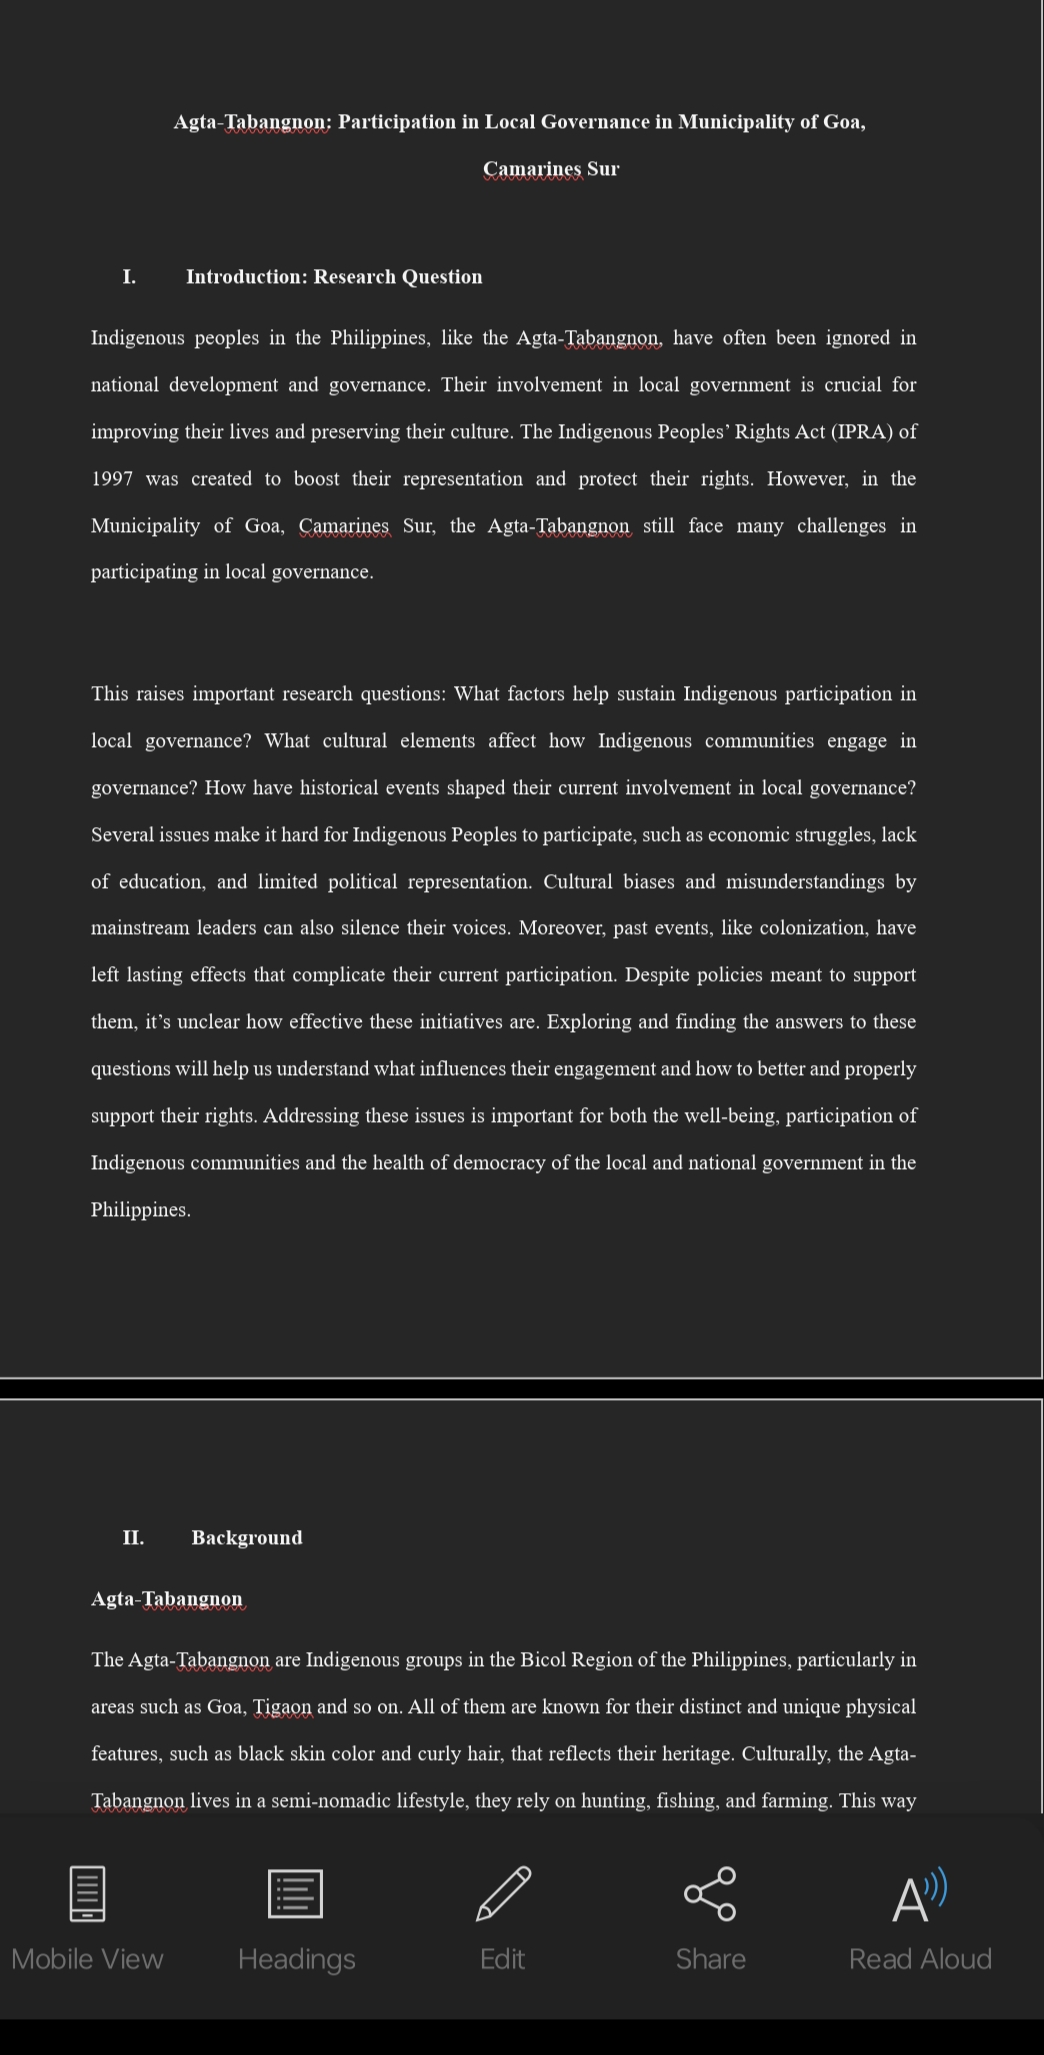 Agta-Tabangnon: Participation in Local Governance in Municipality of Goa,
Camarines Sur
I. Introduction: Research Question
Indigenous peoples in the Philippines, like the Agta-Tabangnon, have often been ignored in
national development and governance. Their involvement in local government is crucial for
improving their lives and preserving their culture. The Indigenous Peoples’ Rights Act (IPRA) of
1997 was created to boost their representation and protect their rights. However, in the
Municipality of Goa, Camarines Sur, the Agta-Tabangnon still face many challenges in
participating in local governance.
This raises important research questions: What factors help sustain Indigenous participation in
local governance? What cultural elements affect how Indigenous communities engage in
governance? How have historical events shaped their current involvement in local governance?
Several issues make it hard for Indigenous Peoples to participate, such as economic struggles, lack
of education, and limited political representation. Cultural biases and misunderstandings by
mainstream leaders can also silence their voices. Moreover, past events, like colonization, have
left lasting effects that complicate their current participation. Despite policies meant to support
them, it’s unclear how effective these initiatives are. Exploring and finding the answers to these
questions will help us understand what influences their engagement and how to better and properly
support their rights. Addressing these issues is important for both the well-being, participation of
Indigenous communities and the health of democracy of the local and national government in the
Philippines.
II. Background
Agta-Tabangnon
The Agta-Tabangnon are Indigenous groups in the Bicol Region of the Philippines, particularly in
areas such as Goa, Tigaon and so on. All of them are known for their distinct and unique physical
features, such as black skin color and curly hair, that reflects their heritage. Culturally, the Agta-
Tabangnon lives in a semi-nomadic lifestyle, they rely on hunting, fishing, and farming. This way
Mobile View Headings Edit Share Read Aloud